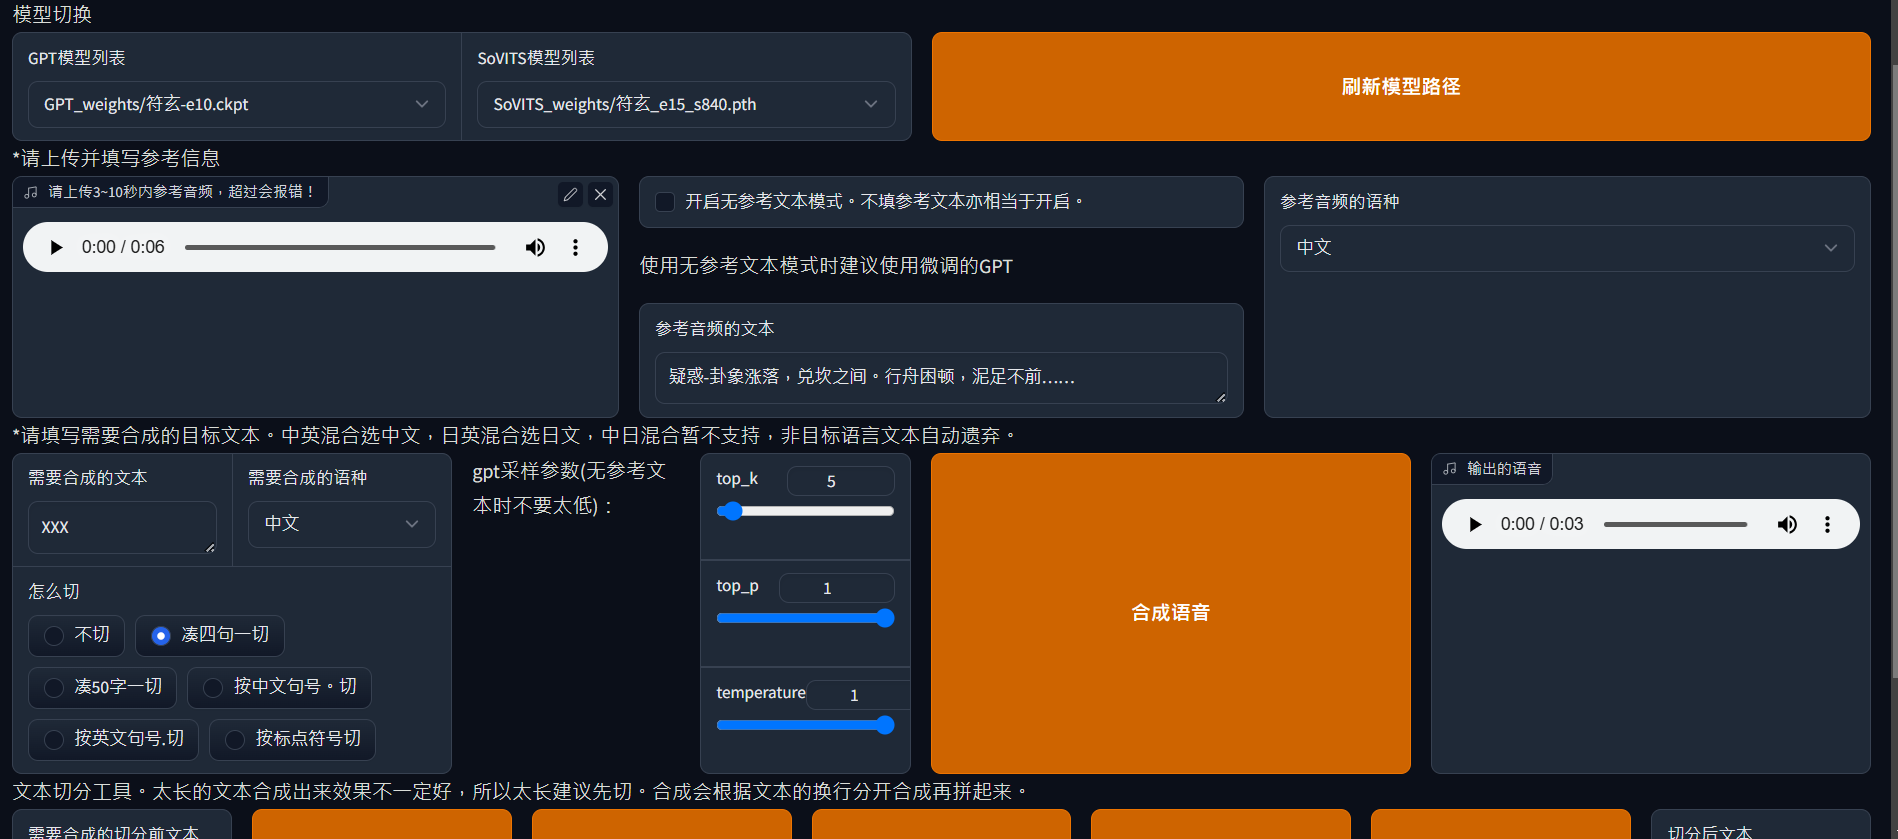 模型切换
GPT模型列表
SoVITS模型列表
GPT_weights/符玄-e10.ckpt
SoVITS_weights/符玄_e15_s840.pth
刷新模型路径
*请上传并填写参考信息
请上传3~10秒内参考音频，超过会报错！
0:00 / 0:06
开启无参考文本模式。不填参考文本亦相当于开启。
使用无参考文本模式时建议使用微调的GPT
参考音频的文本
疑惑-卦象涨落，兑坎之间。行舟困顿，泥足不前……
参考音频的语种
中文
*请填写需要合成的目标文本。中英混合选中文，日英混合选日文，中日混合暂不支持，非目标语言文本自动遗弃。
需要合成的文本
XXX
需要合成的语种
中文
怎么切
不切
凑四句一切
凑50字一切
按中文句号。切
按英文句号.切
按标点符号切
gpt采样参数(无参考文
本时不要太低)：
top_k
5
top_p
1
temperature
1
合成语音
输出的语音
0:00 / 0:03
文本切分工具。太长的文本合成出来效果不一定好，所以太长建议先切。合成会根据文本的换行分开合成再拼起来。
需要合成的切分前文本
切分后文本